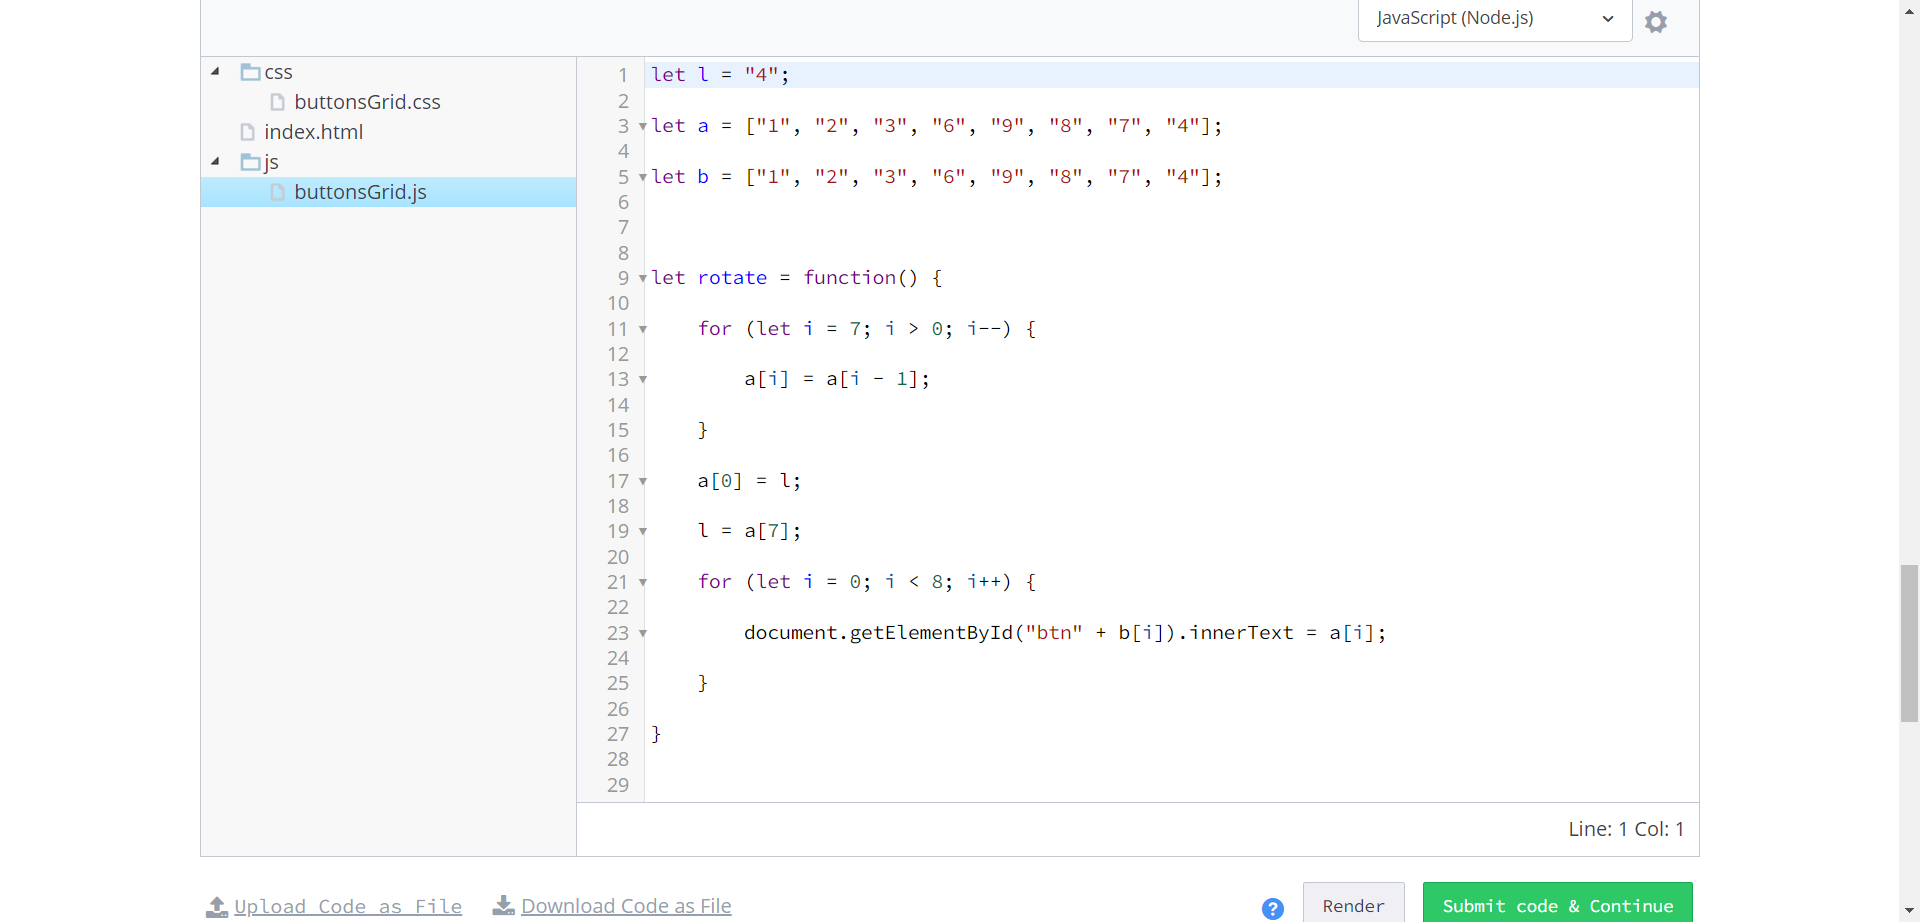 JavaScript (Node.js)
css
buttonsGrid.css
index.html
js
buttonsGrid.js
1 let l = "4";
2
3 let a = ["1", "2", "3", "6", "9", "8", "7", "4"];
4
5 let b = ["1", "2", "3", "6", "9", "8", "7", "4"];
6
7
8
9 let rotate = function() {
10
11     for (let i = 7; i > 0; i--) {
12
13         a[i] = a[i - 1];
14
15     }
16
17     a[0] = l;
18
19     l = a[7];
20
21     for (let i = 0; i < 8; i++) {
22
23         document.getElementById("btn" + b[i]).innerText = a[i];
24
25     }
26
27 }
28
29
Line: 1 Col: 1
Upload Code as File Download Code as File ? Render Submit code & Continue